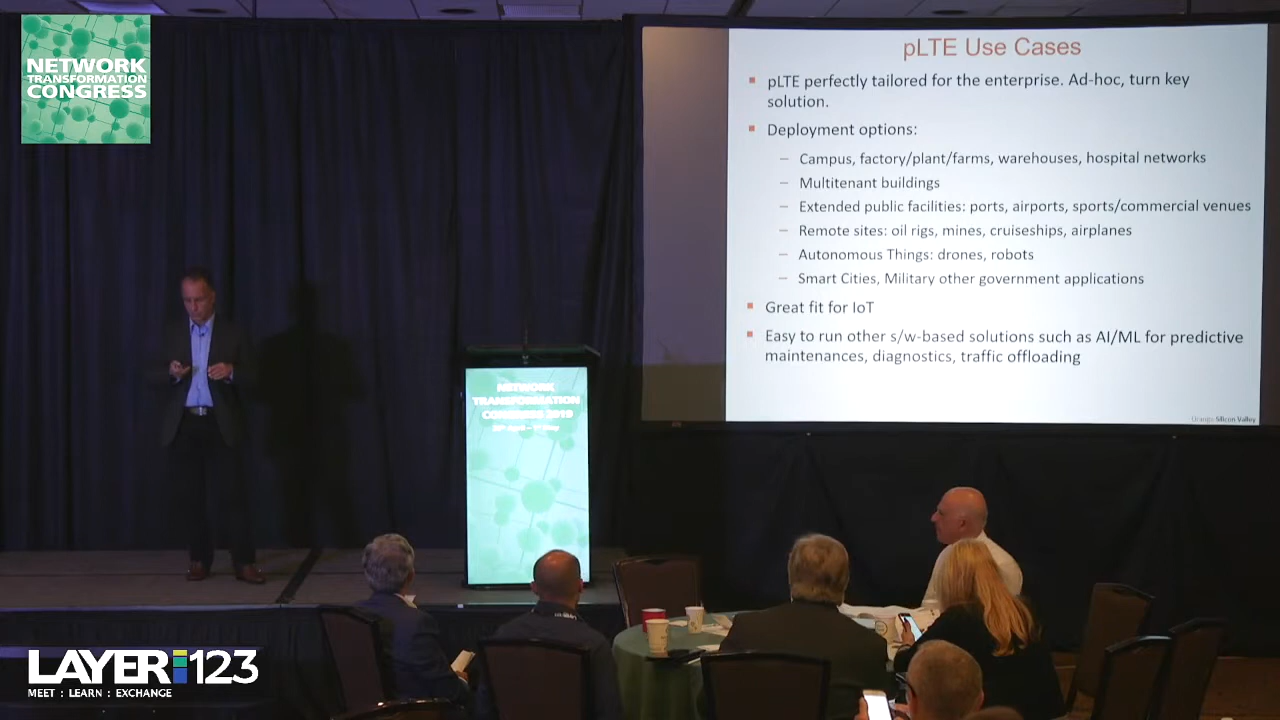 NETWORK
TRANSFORMATION
CONGRESS
pLTE Use Cases
pLTE perfectly tailored for the enterprise. Ad-hoc, turn key
solution.
Deployment options:
– Campus, factory/plant/farms, warehouses, hospital networks
– Multitenant buildings
– Extended public facilities: ports, airports, sports/commercial venues
– Remote sites: oil rigs, mines, cruiseships, airplanes
– Autonomous Things: drones, robots
– Smart Cities, Military other government applications
Great fit for IoT
Easy to run other s/w-based solutions such as AI/ML for predictive
maintenances, diagnostics, traffic offloading
Orange Silicon Valley
NETWORK
TRANSFORMATION
CONGRESS 2019
LAYER123
MEET : LEARN : EXCHANGE